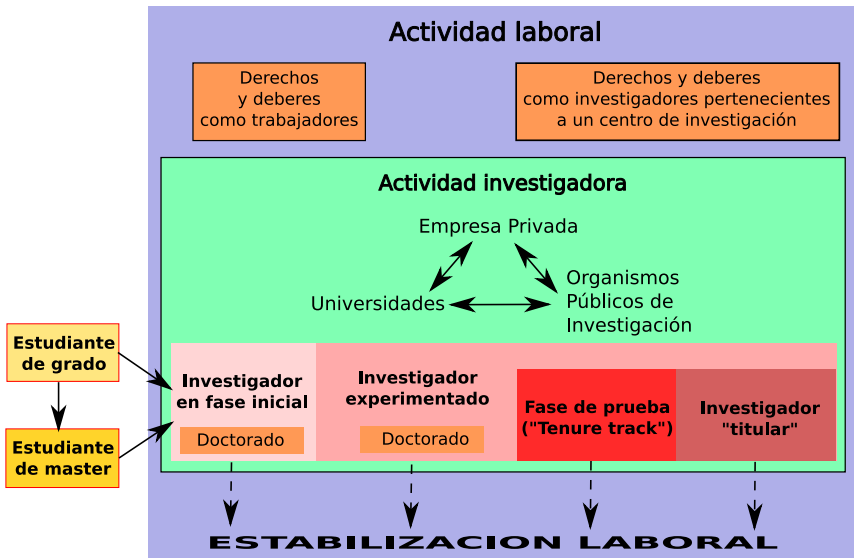 Actividad laboral
Derechos
y deberes
como trabajadores
Derechos y deberes
como investigadores pertenecientes
a un centro de investigación
Actividad investigadora
Empresa Privada
Universidades
Organismos
Públicos de
Investigación
Estudiante
de grado
Estudiante
de master
Investigador
en fase inicial
Doctorado
Investigador
experimentado
Doctorado
Fase de prueba
("Tenure track")
Investigador
"titular"
ESTABILIZACION LABORAL